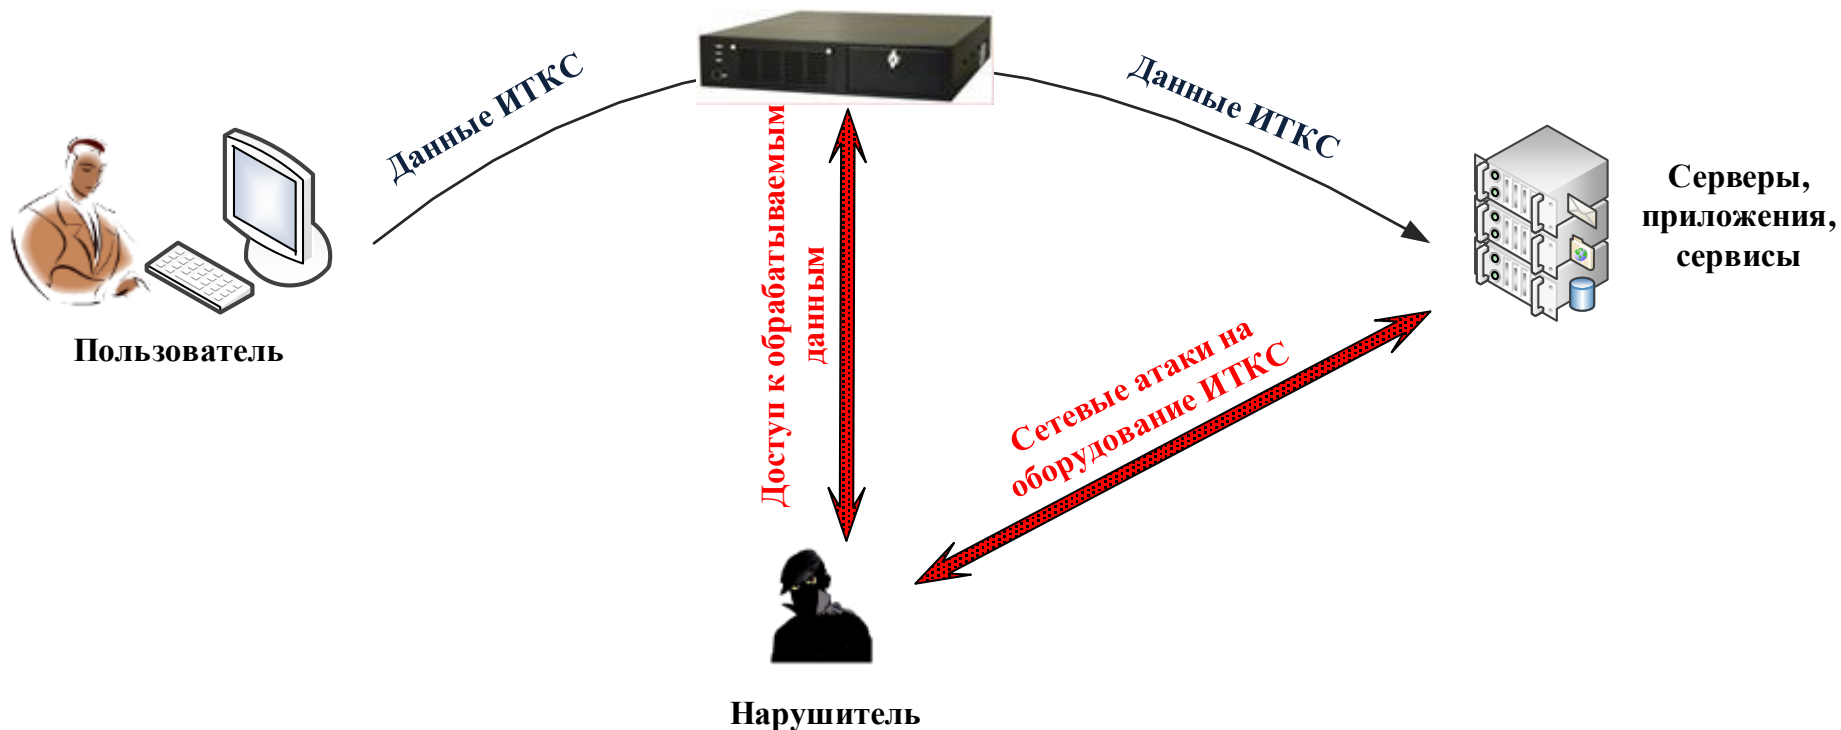 Данные ИТКС
Данные ИТКС
Серверы,
приложения,
сервисы
Пользователь
Доступ к обрабатываемым
данным
Сетевые атаки на
оборудование ИТКС
Нарушитель